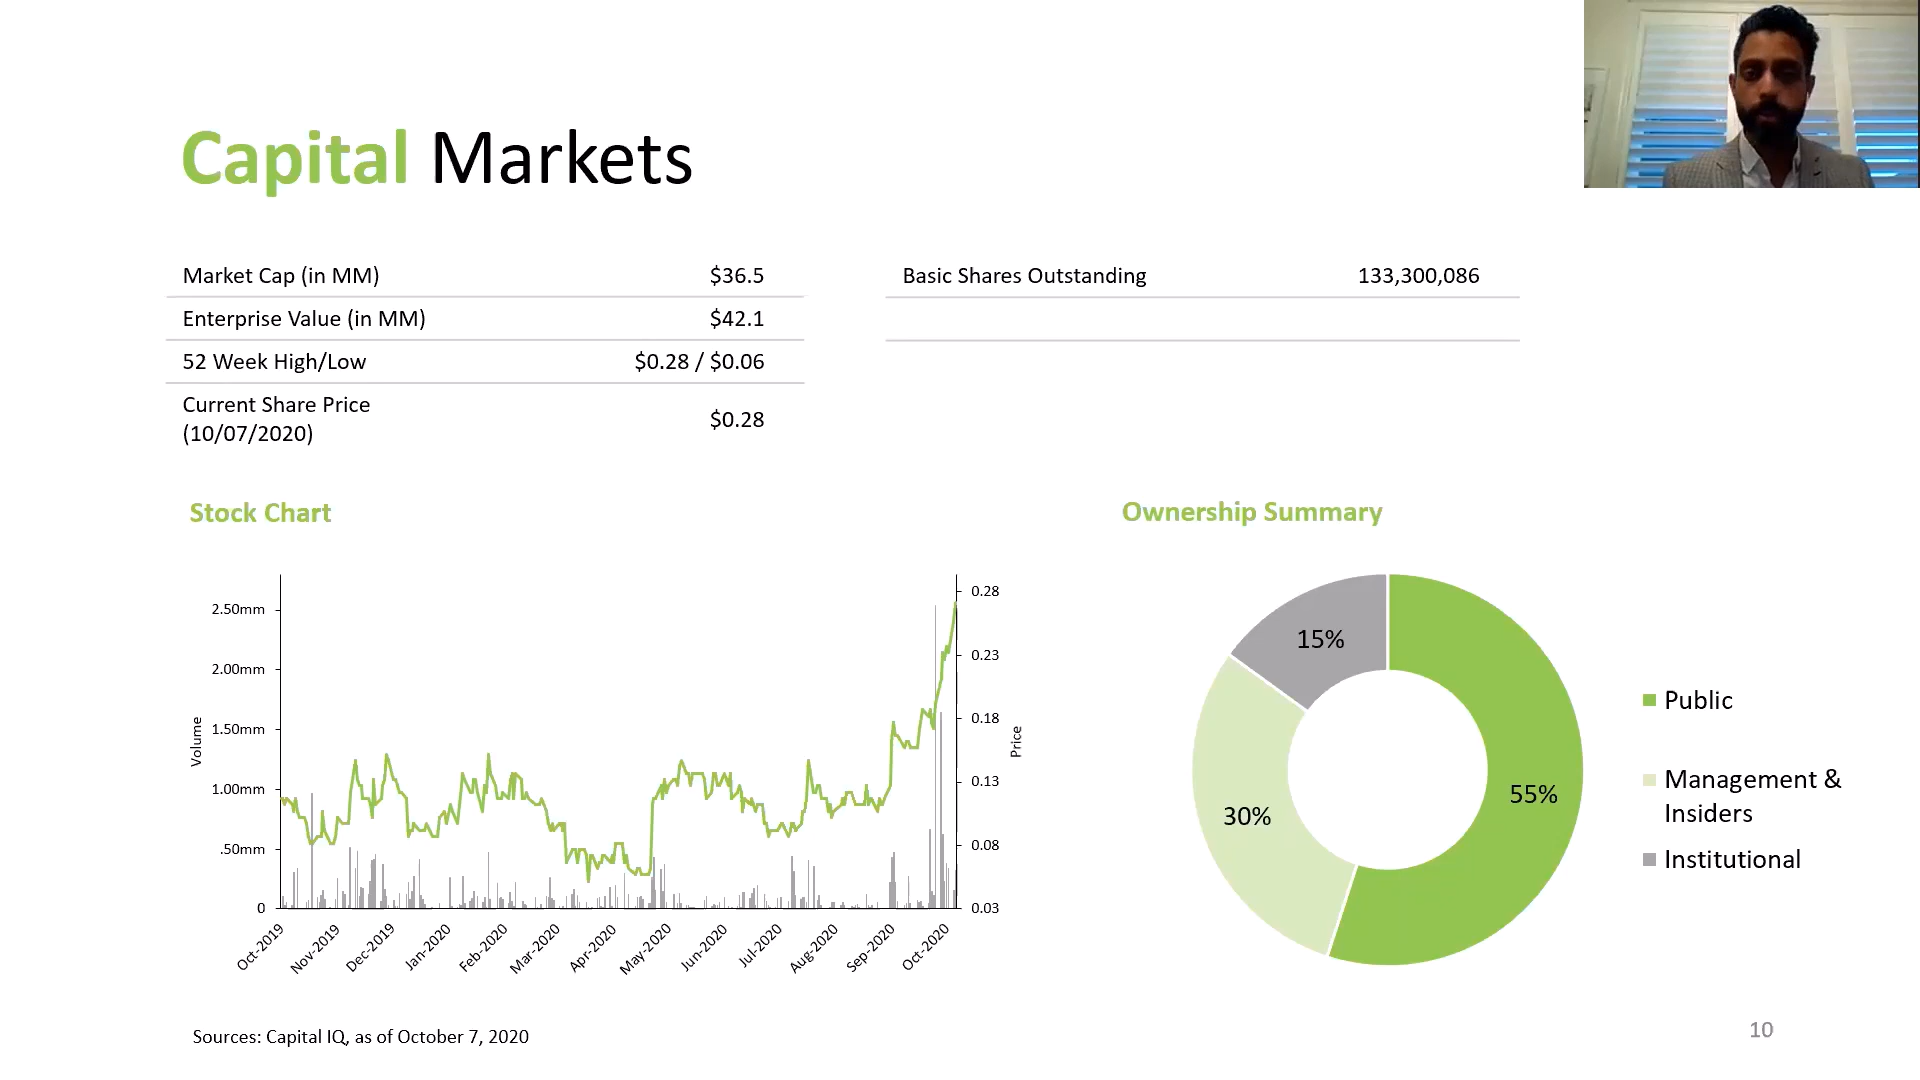 Capital Markets
Market Cap (in MM) $36.5
Enterprise Value (in MM) $42.1
52 Week High/Low $0.28 / $0.06
Current Share Price
(10/07/2020) $0.28
Basic Shares Outstanding 133,300,086
Stock Chart
Volume
2.50mm
2.00mm
1.50mm
1.00mm
.50mm
0
0.28
0.23
0.18
0.13
0.08
0.03
Price
Oct-2019
Nov-2019
Dec-2019
Jan-2020
Feb-2020
Mar-2020
Apr-2020
May-2020
Jun-2020
Jul-2020
Aug-2020
Sep-2020
Oct-2020
Ownership Summary
15%
30%
55%
Public
Management &
Insiders
Institutional
Sources: Capital IQ, as of October 7, 2020
10